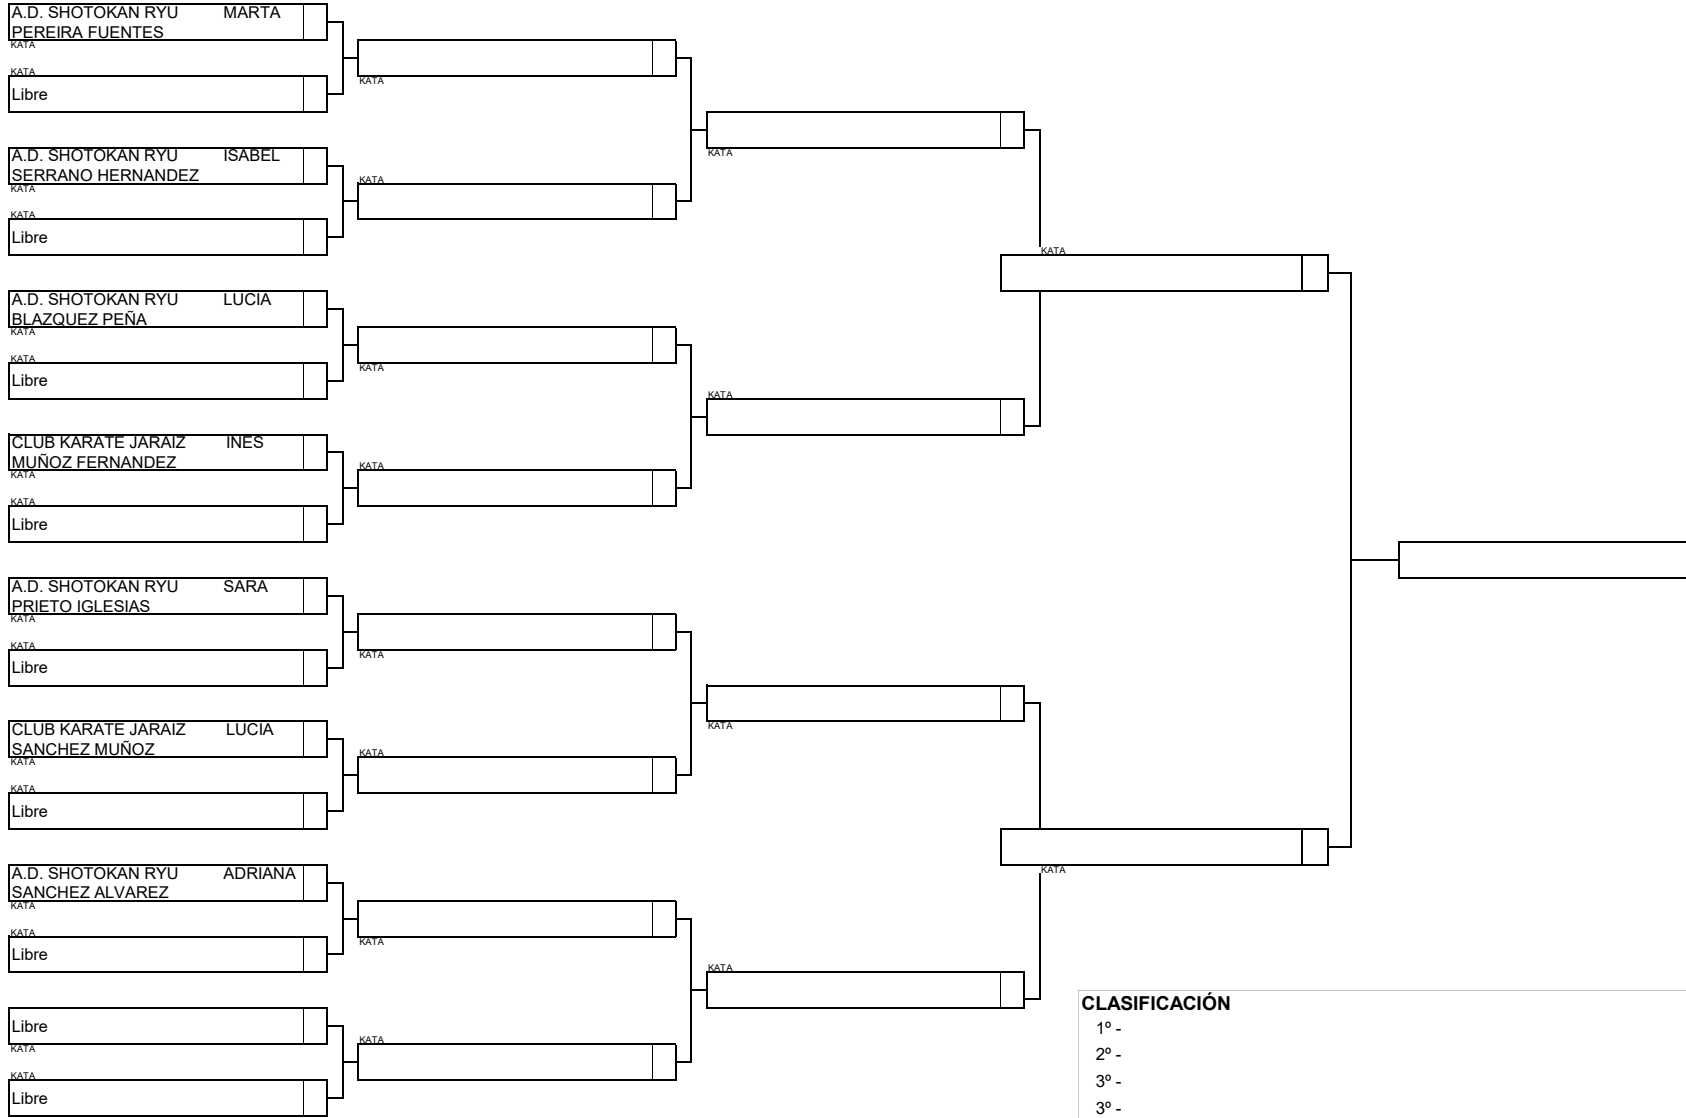 A.D. SHOTOKAN RYU MARTA
PEREIRA FUENTES
KATA
KATA
Libre
A.D. SHOTOKAN RYU ISABEL
SERRANO HERNANDEZ
KATA
KATA
Libre
A.D. SHOTOKAN RYU LUCIA
BLAZQUEZ PEÑA
KATA
KATA
Libre
CLUB KARATE JARAIZ INES
MUÑOZ FERNANDEZ
KATA
KATA
Libre
A.D. SHOTOKAN RYU SARA
PRIETO IGLESIAS
KATA
KATA
Libre
CLUB KARATE JARAIZ LUCIA
SANCHEZ MUÑOZ
KATA
KATA
Libre
A.D. SHOTOKAN RYU ADRIANA
SANCHEZ ALVAREZ
KATA
KATA
Libre
Libre
KATA
KATA
Libre
KATA
KATA
KATA
KATA
KATA
KATA
KATA
KATA
KATA
KATA
KATA
KATA
KATA
KATA
CLASIFICACIÓN
1º -
2º -
3º -
3º -